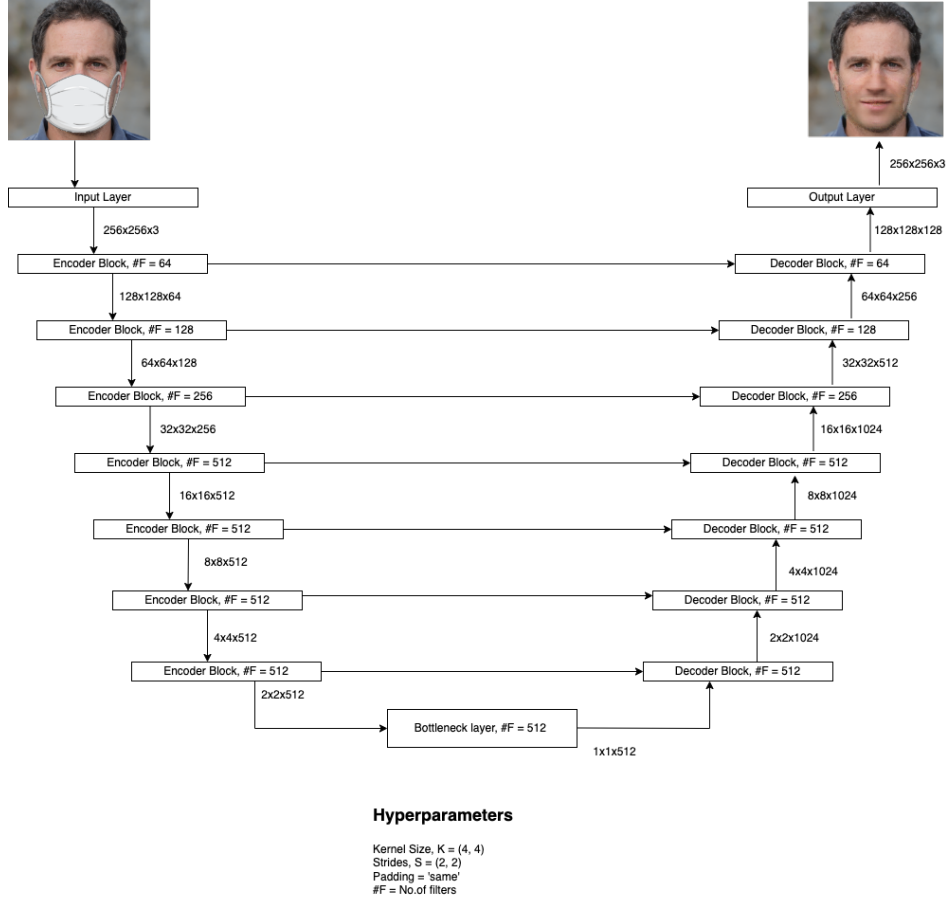 256x256x3
Input Layer
Output Layer
256x256x3
128x128x128
Encoder Block, #F = 64
Decoder Block, #F = 64
128x128x64
64x64x256
Encoder Block, #F = 128
Decoder Block, #F = 128
64x64x128
32x32x512
Encoder Block, #F = 256
Decoder Block, #F = 256
32x32x256
16x16x1024
Encoder Block, #F = 512
Decoder Block, #F = 512
16x16x512
8x8x1024
Encoder Block, #F = 512
Decoder Block, #F = 512
8x8x512
4x4x1024
Encoder Block, #F = 512
Decoder Block, #F = 512
4x4x512
2x2x1024
Encoder Block, #F = 512
Decoder Block, #F = 512
2x2x512
Bottleneck layer, #F = 512
1x1x512
Hyperparameters
Kernel Size, K = (4, 4)
Strides, S = (2, 2)
Padding = 'same'
#F = No.of filters